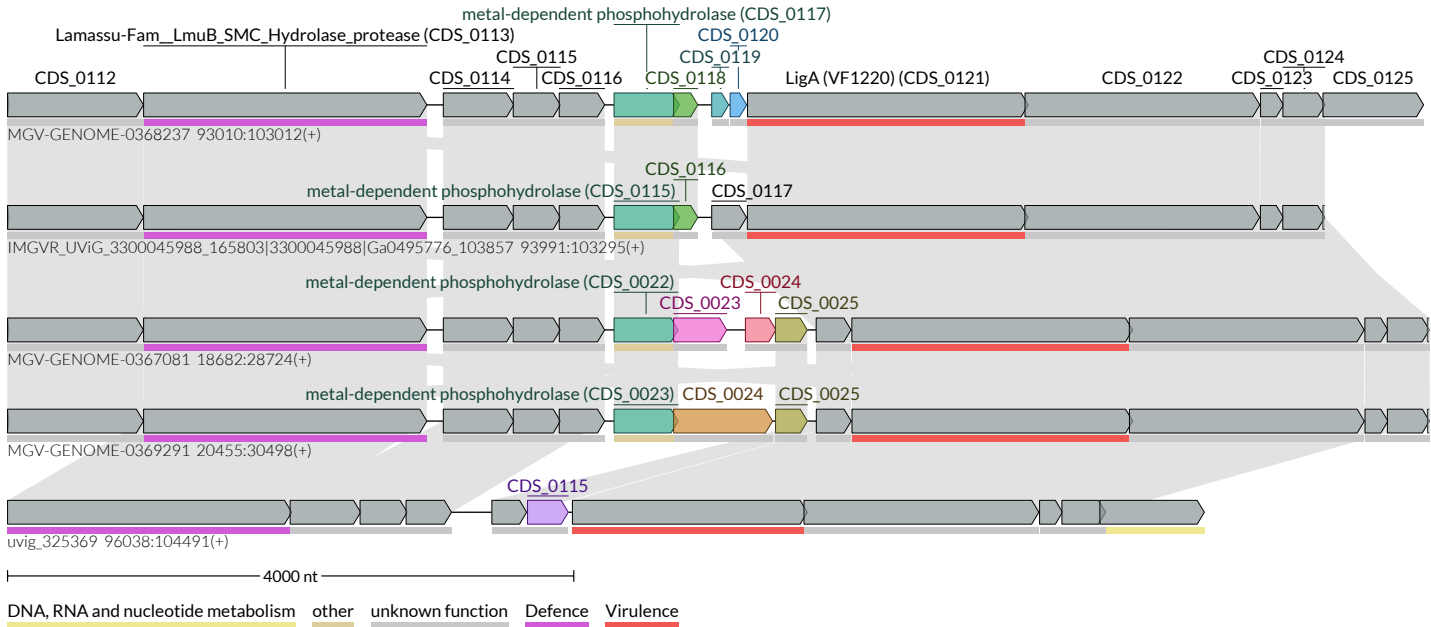 metal-dependent phosphohydrolase (CDS_0117)
Lamassu-Fam__LmuB_SMC_Hydrolase_protease (CDS_0113) CDS_0120
CDS_0115 CDS_0119 CDS_0124
CDS_0112 CDS_0114 CDS_0116 CDS_0118 LigA (VF1220) (CDS_0121) CDS_0122 CDS_0123 CDS_0125
MGV-GENOME-0368237 93010:103012(+)
CDS_0116
metal-dependent phosphohydrolase (CDS_0115) CDS_0117
IMGVR_UViG_3300045988_165803|3300045988|Ga0495776_103857 93991:103295(+)
metal-dependent phosphohydrolase (CDS_0022) CDS_0024
CDS_0023 CDS_0025
MGV-GENOME-0367081 18682:28724(+)
metal-dependent phosphohydrolase (CDS_0023) CDS_0024 CDS_0025
MGV-GENOME-0369291 20455:30498(+)
CDS_0115
uvig_325369 96038:104491(+)
4000 nt
DNA, RNA and nucleotide metabolism other unknown function Defence Virulence